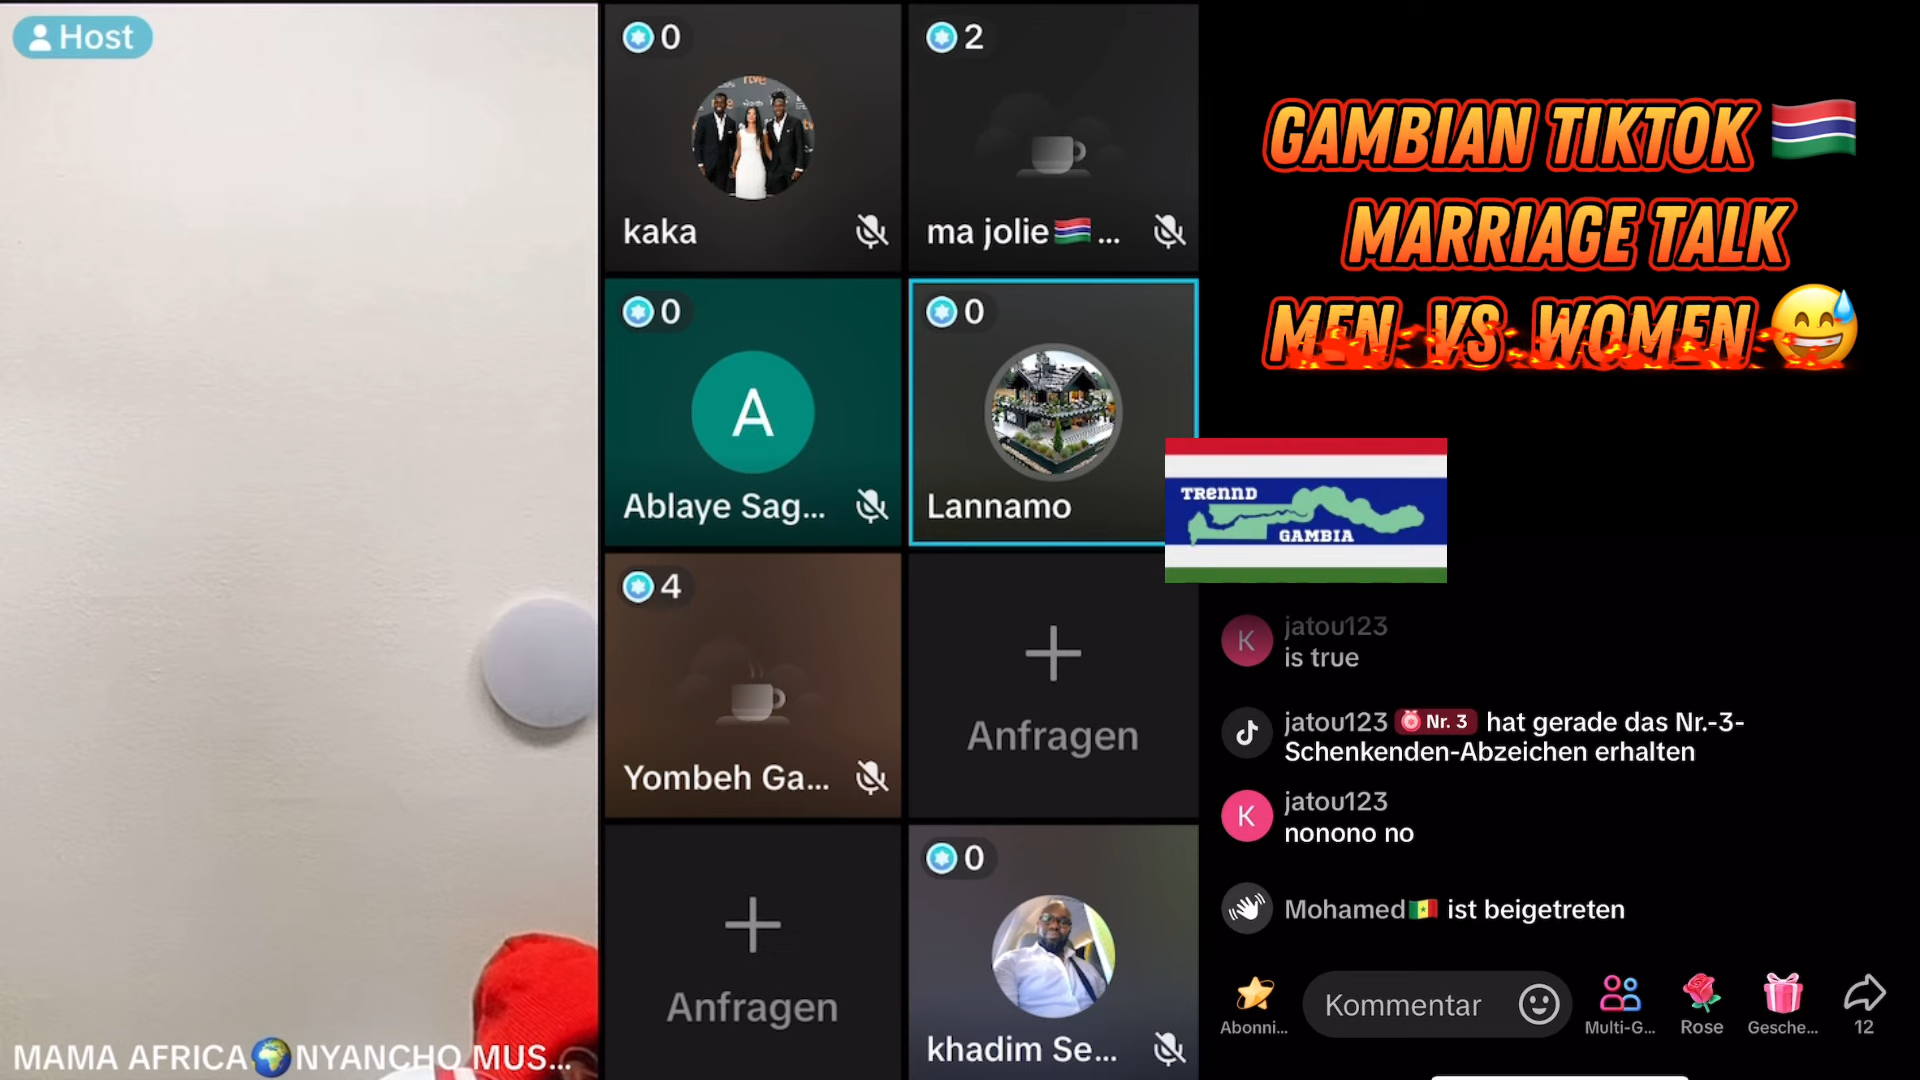 Host
MAMA AFRICA🌍NYANCHO MUS...
0
kaka
2
ma jolie🇬🇲...
0
A
Ablaye Sag...
0
Lannamo
4
Yombeh Ga...
Anfragen
Anfragen
0
khadim Se...
GAMBIAN TIKTOK 🇬🇲
MARRIAGE TALK
MEN VS WOMEN 😅
TRENND
GAMBIA
K
jatou123
is true
jatou123 Nr. 3 hat gerade das Nr.-3-
Schenkenden-Abzeichen erhalten
K
jatou123
nonono no
Mohamed🇸🇳 ist beigetreten
Abonni...
Kommentar
Multi-G...
Rose
Gesche...
12